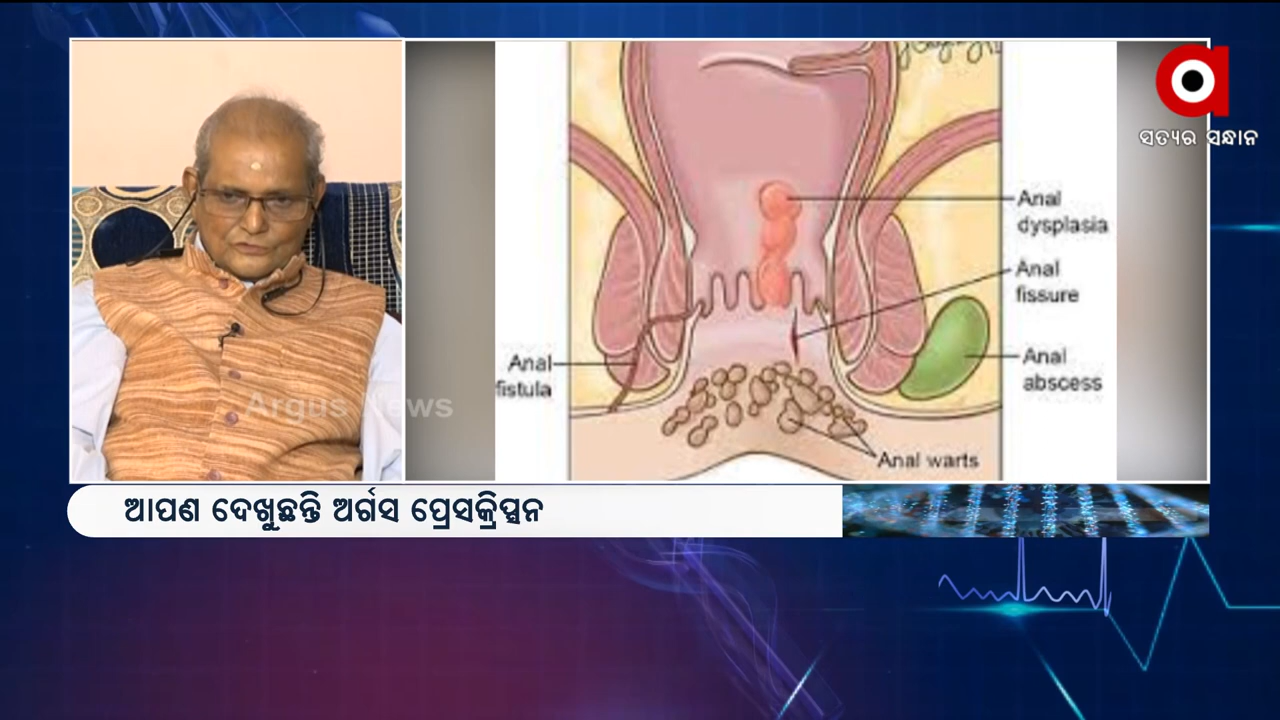 ସତ୍ୟର ସନ୍ଧାନ
Anal
dysplasia
Anal
fissure
Anal
fistula
Anal
abscess
Anal warts
Argus News
ଆପଣ ଦେଖୁଛନ୍ତି ଅର୍ଗସ ପ୍ରେସକ୍ରିପ୍ସନ